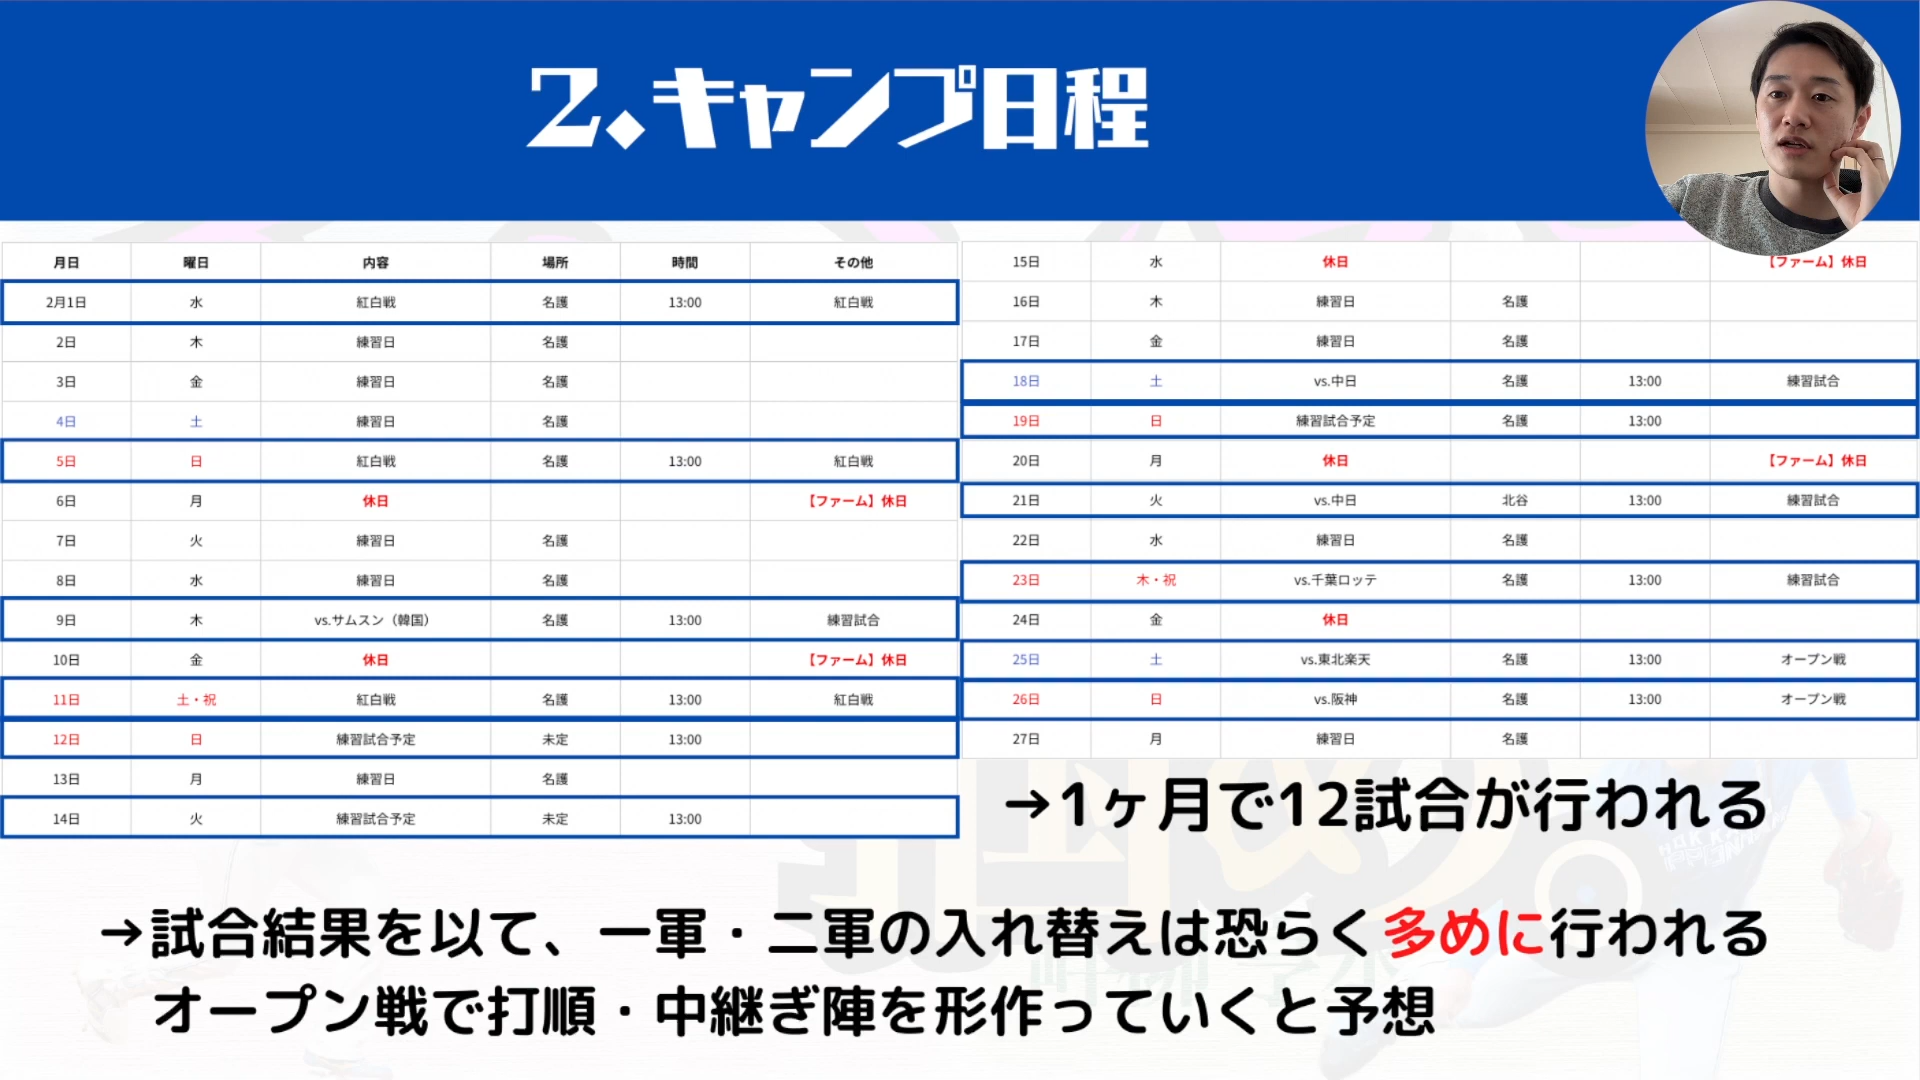 2.キャンプ日程
月日 曜日 内容 場所 時間 その他
2月1日 水 紅白戦 名護 13:00 紅白戦
2日 木 練習日 名護
3日 金 練習日 名護
4日 土 練習日 名護
5日 日 紅白戦 名護 13:00 紅白戦
6日 月 休日 【ファーム】休日
7日 火 練習日 名護
8日 水 練習日 名護
9日 木 vs.サムスン（韓国） 名護 13:00 練習試合
10日 金 休日 【ファーム】休日
11日 土・祝 紅白戦 名護 13:00 紅白戦
12日 日 練習試合予定 未定 13:00
13日 月 練習日 名護
14日 火 練習試合予定 未定 13:00
15日 水 休日 【ファーム】休日
16日 木 練習日 名護
17日 金 練習日 名護
18日 土 vs.中日 名護 13:00 練習試合
19日 日 練習試合予定 名護 13:00
20日 月 休日 【ファーム】休日
21日 火 vs.中日 北谷 13:00 練習試合
22日 水 練習日 名護
23日 木・祝 vs.千葉ロッテ 名護 13:00 練習試合
24日 金 休日
25日 土 vs.東北楽天 名護 13:00 オープン戦
26日 日 vs.阪神 名護 13:00 オープン戦
27日 月 練習日 名護
→1ヶ月で12試合が行われる
→試合結果を以て、一軍・二軍の入れ替えは恐らく多めに行われる
オープン戦で打順・中継ぎ陣を形作っていくと予想